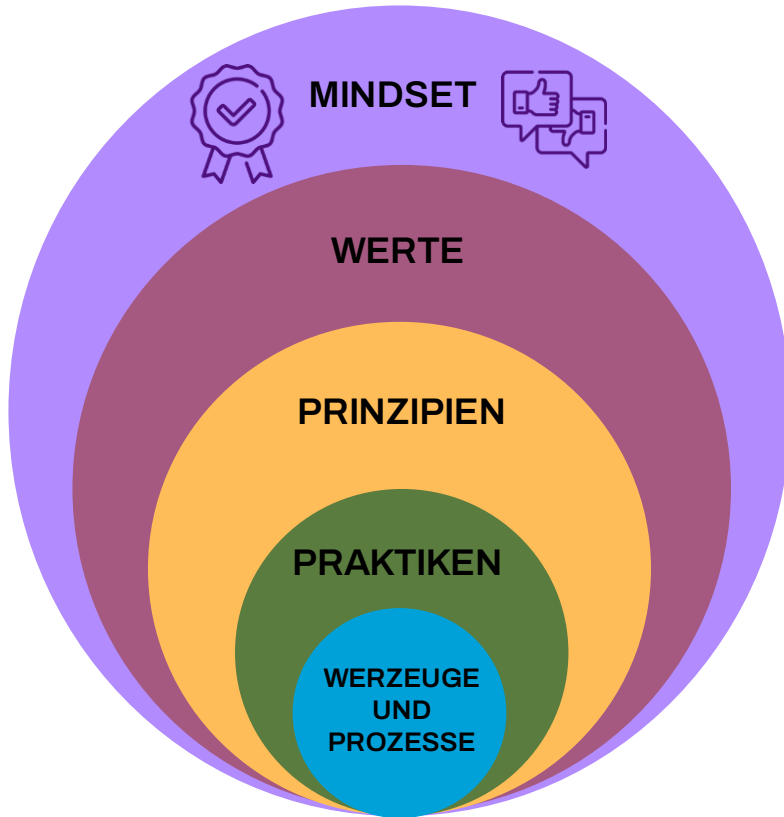 MINDSET
WERTE
PRINZIPIEN
PRAKTIKEN
WERZEUGE
UND
PROZESSE